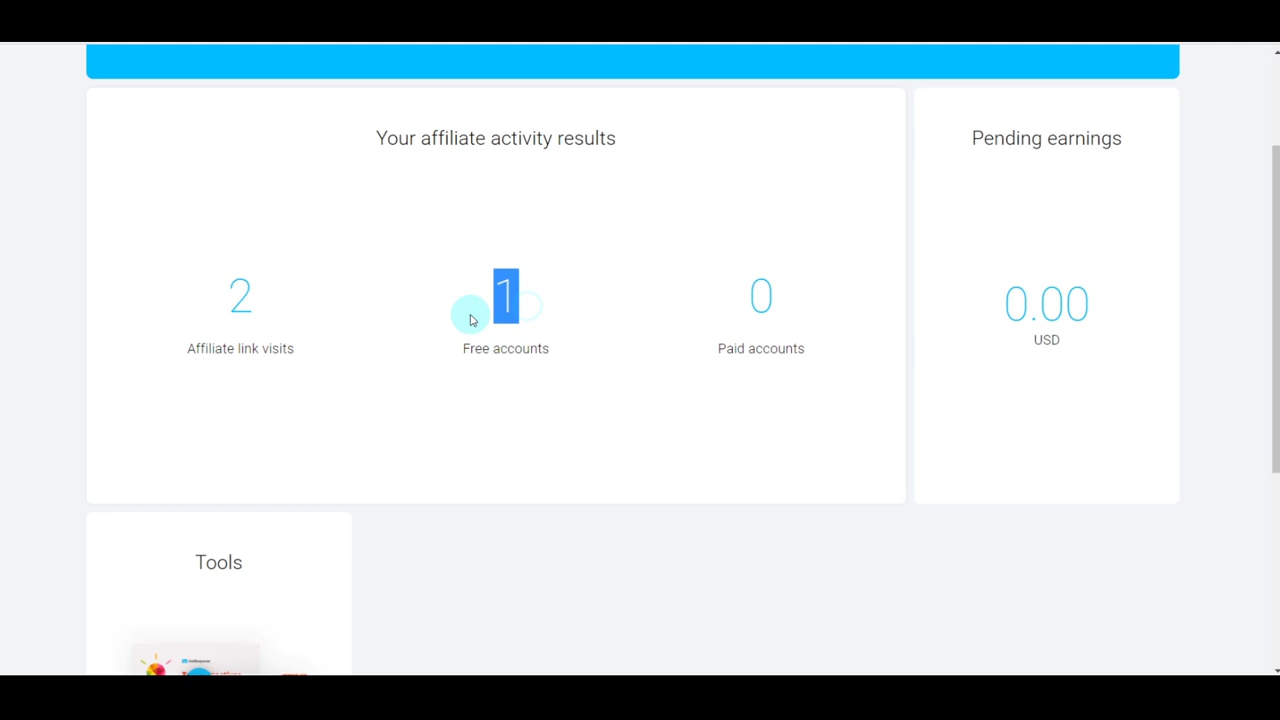 Your affiliate activity results
Pending earnings
2
1
0
0.00
Affiliate link visits
Free accounts
Paid accounts
USD
Tools
GetResponse